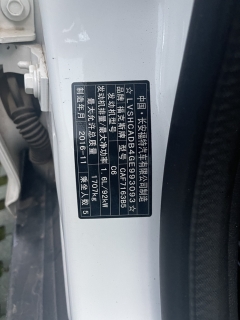 中国·长安福特汽车有限公司制造
☆LVSHCADB4GE993093☆
品牌 福克斯牌 型号 CAF7163B5
发动机型号 C6
发动机排量/最大净功率 1.6L/92kW
最大允许总质量 1707kg
制造年月 2016-11 乘坐人数 5